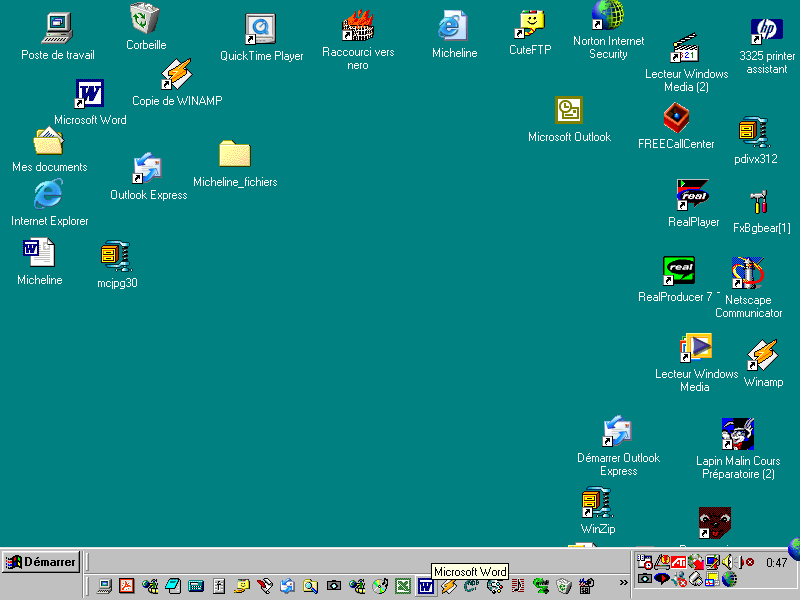 Poste de travail
Corbeille
QuickTime Player
Raccourci vers
nero
Micheline
CuteFTP
Norton Internet
Security
Lecteur Windows
Media (2)
3325 printer
assistant
Microsoft Word
Copie de WINAMP
Mes documents
Outlook Express
Micheline_fichiers
Microsoft Outlook
FREECallCenter
pdivx312
Internet Explorer
RealPlayer
FxBgbear[1]
Micheline
mcjpg30
RealProducer 7
Netscape
Communicator
Lecteur Windows
Media
Winamp
Démarrer Outlook
Express
Lapin Malin Cours
Préparatoire (2)
WinZip
Démarrer
Microsoft Word
0:47